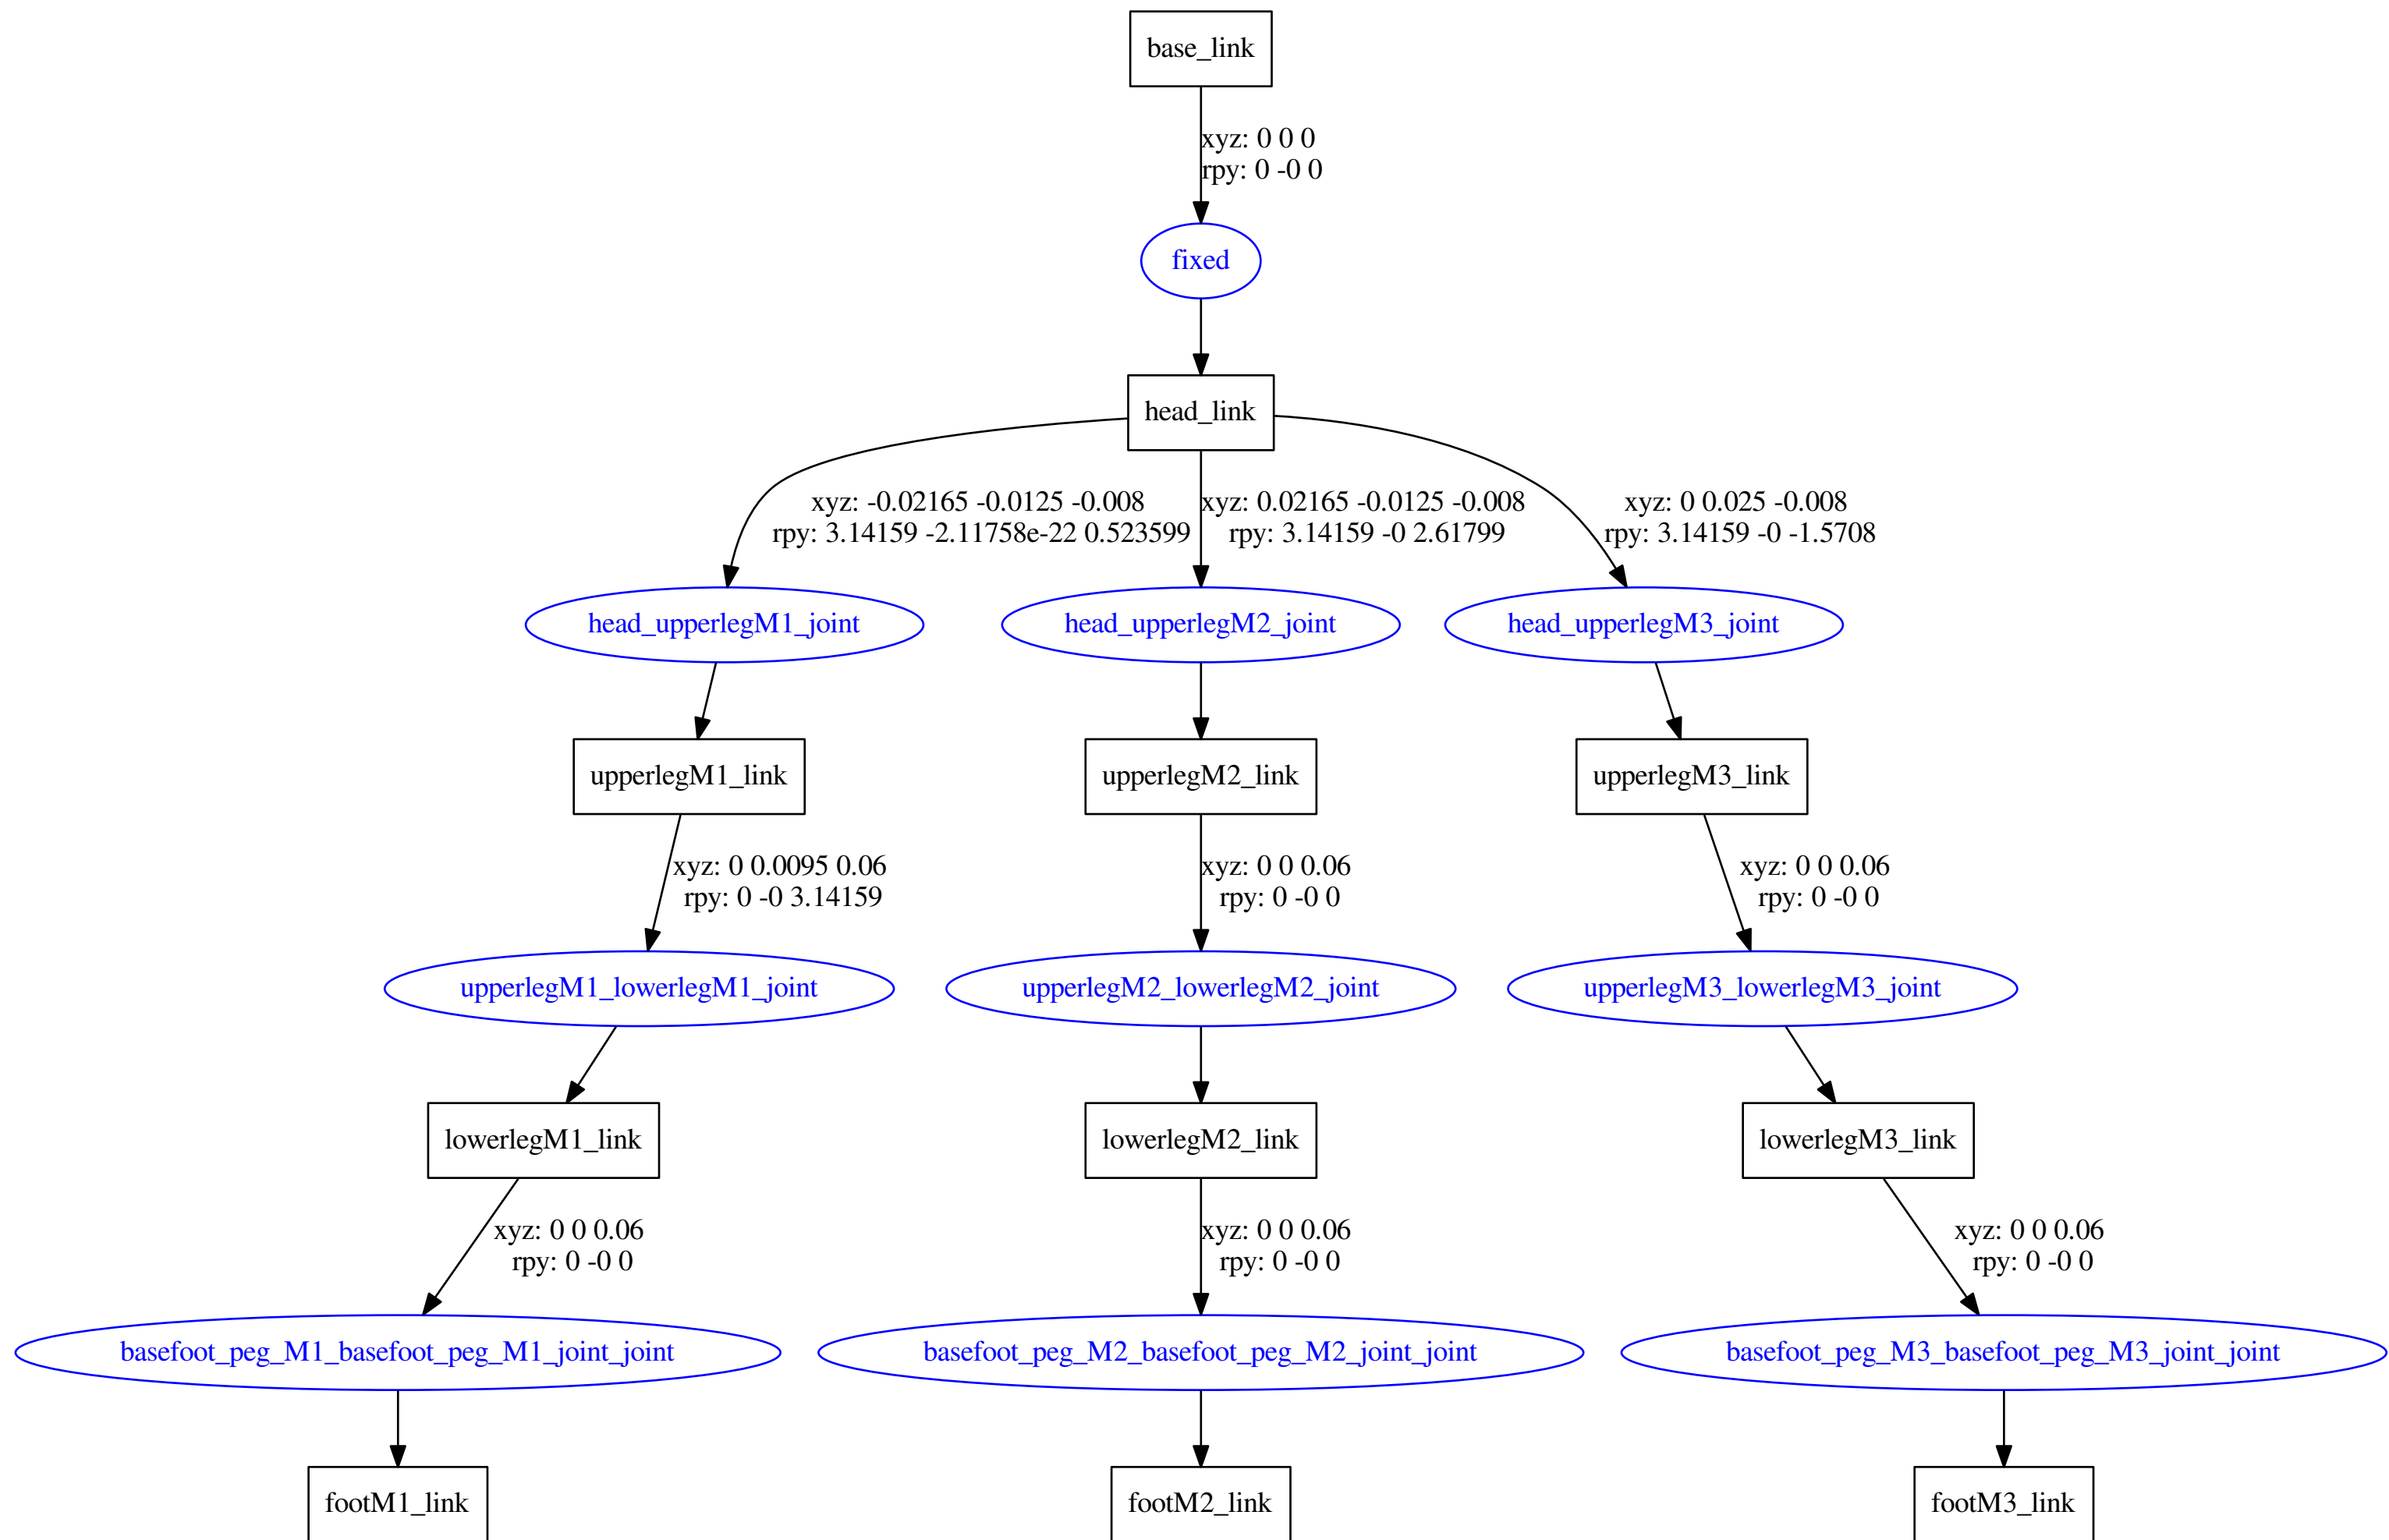 base_link
xyz: 0 0 0
rpy: 0 -0 0
fixed
head_link
xyz: -0.02165 -0.0125 -0.008
rpy: 3.14159 -2.11758e-22 0.523599
xyz: 0.02165 -0.0125 -0.008
rpy: 3.14159 -0 2.61799
xyz: 0 0.025 -0.008
rpy: 3.14159 -0 -1.5708
head_upperlegM1_joint
head_upperlegM2_joint
head_upperlegM3_joint
upperlegM1_link
upperlegM2_link
upperlegM3_link
xyz: 0 0.0095 0.06
rpy: 0 -0 3.14159
xyz: 0 0 0.06
rpy: 0 -0 0
xyz: 0 0 0.06
rpy: 0 -0 0
upperlegM1_lowerlegM1_joint
upperlegM2_lowerlegM2_joint
upperlegM3_lowerlegM3_joint
lowerlegM1_link
lowerlegM2_link
lowerlegM3_link
xyz: 0 0 0.06
rpy: 0 -0 0
xyz: 0 0 0.06
rpy: 0 -0 0
xyz: 0 0 0.06
rpy: 0 -0 0
basefoot_peg_M1_basefoot_peg_M1_joint_joint
basefoot_peg_M2_basefoot_peg_M2_joint_joint
basefoot_peg_M3_basefoot_peg_M3_joint_joint
footM1_link
footM2_link
footM3_link